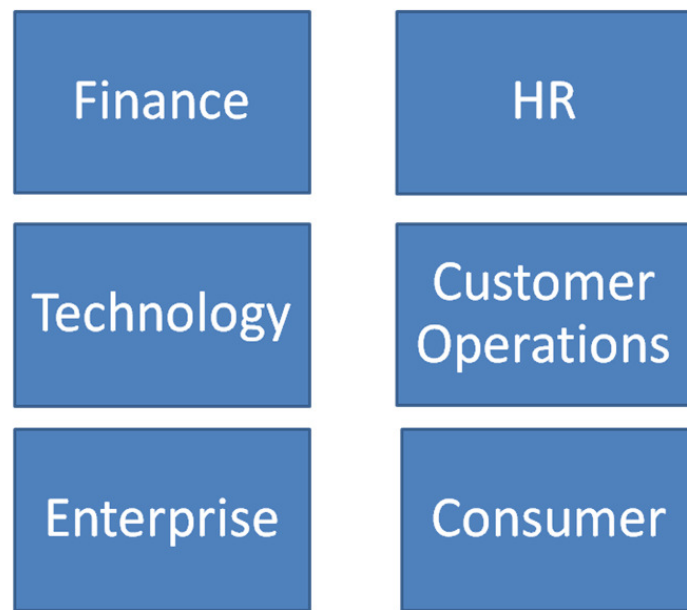 Finance
HR
Technology
Customer
Operations
Enterprise
Consumer